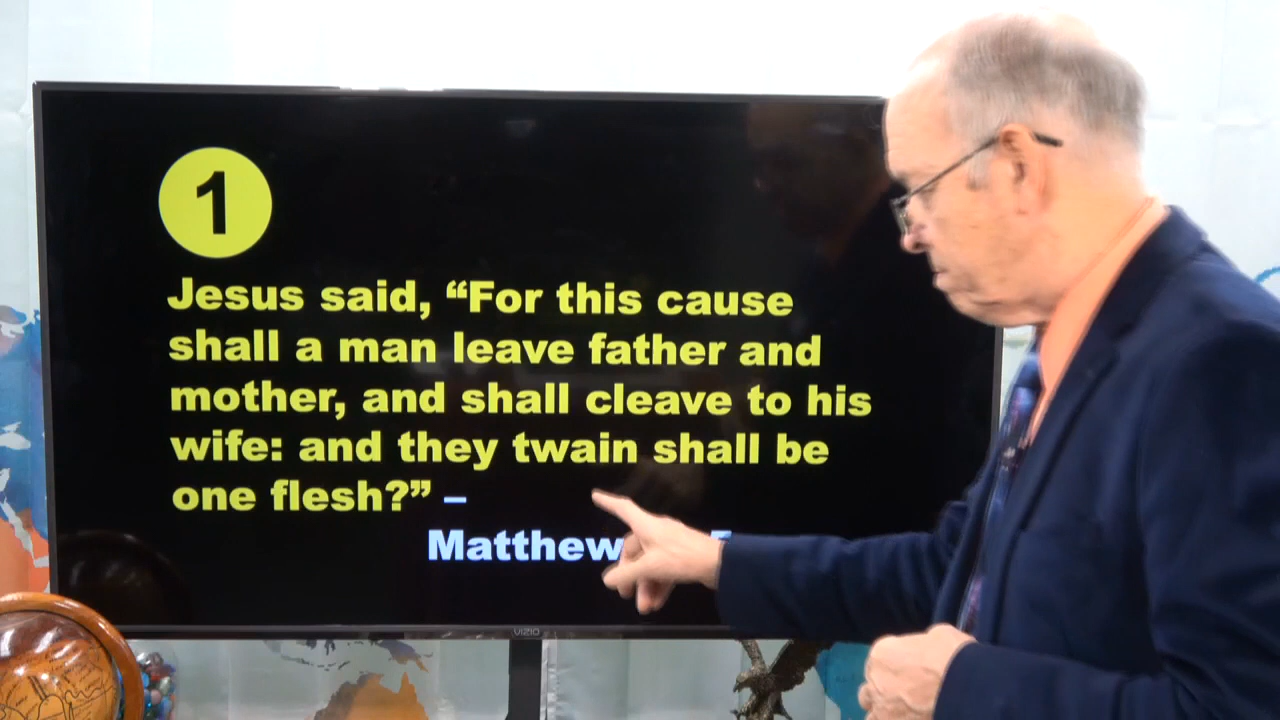 1
Jesus said, “For this cause
shall a man leave father and
mother, and shall cleave to his
wife: and they twain shall be
one flesh?” –
Matthew
VIZIO